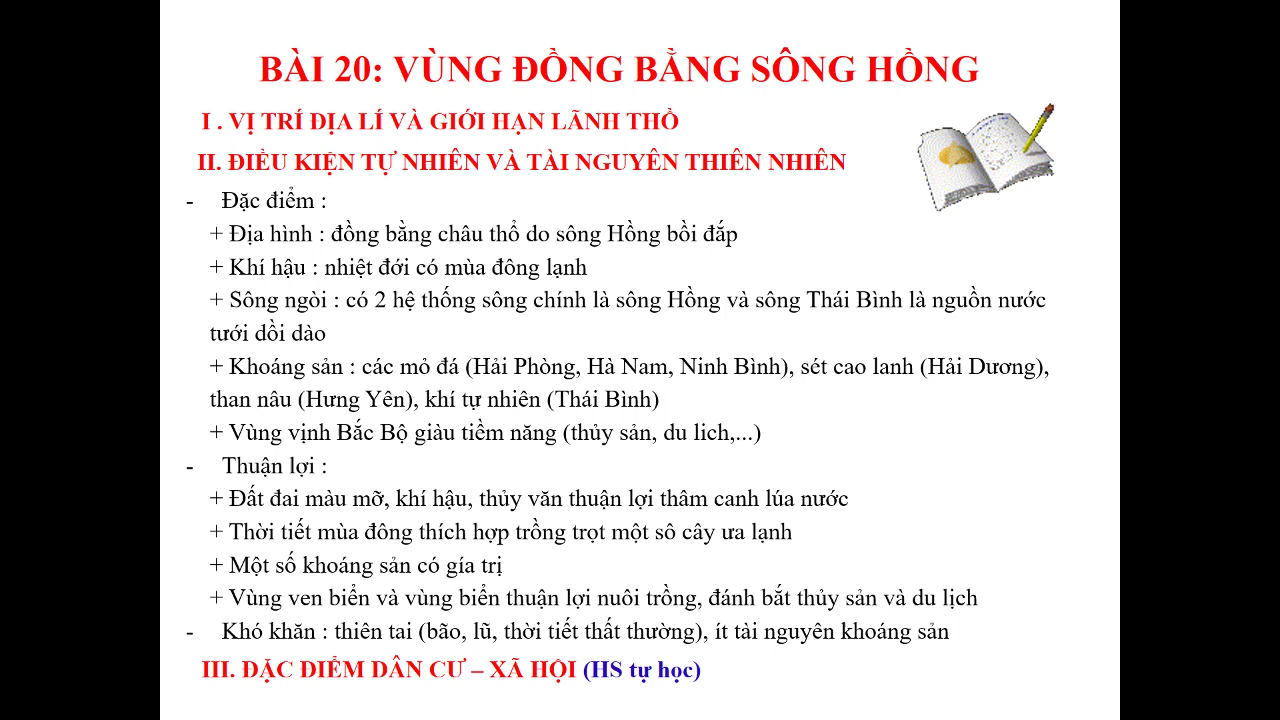 BÀI 20: VÙNG ĐỒNG BẰNG SÔNG HỒNG
I . VỊ TRÍ ĐỊA LÍ VÀ GIỚI HẠN LÃNH THỔ
II. ĐIỀU KIỆN TỰ NHIÊN VÀ TÀI NGUYÊN THIÊN NHIÊN
- Đặc điểm :
+ Địa hình : đồng bằng châu thổ do sông Hồng bồi đắp
+ Khí hậu : nhiệt đới có mùa đông lạnh
+ Sông ngòi : có 2 hệ thống sông chính là sông Hồng và sông Thái Bình là nguồn nước
tưới dồi dào
+ Khoáng sản : các mỏ đá (Hải Phòng, Hà Nam, Ninh Bình), sét cao lanh (Hải Dương),
than nâu (Hưng Yên), khí tự nhiên (Thái Bình)
+ Vùng vịnh Bắc Bộ giàu tiềm năng (thủy sản, du lich,...)
- Thuận lợi :
+ Đất đai màu mỡ, khí hậu, thủy văn thuận lợi thâm canh lúa nước
+ Thời tiết mùa đông thích hợp trồng trọt một sô cây ưa lạnh
+ Một số khoáng sản có gía trị
+ Vùng ven biển và vùng biển thuận lợi nuôi trồng, đánh bắt thủy sản và du lịch
- Khó khăn : thiên tai (bão, lũ, thời tiết thất thường), ít tài nguyên khoáng sản
III. ĐẶC ĐIỂM DÂN CƯ – XÃ HỘI (HS tự học)